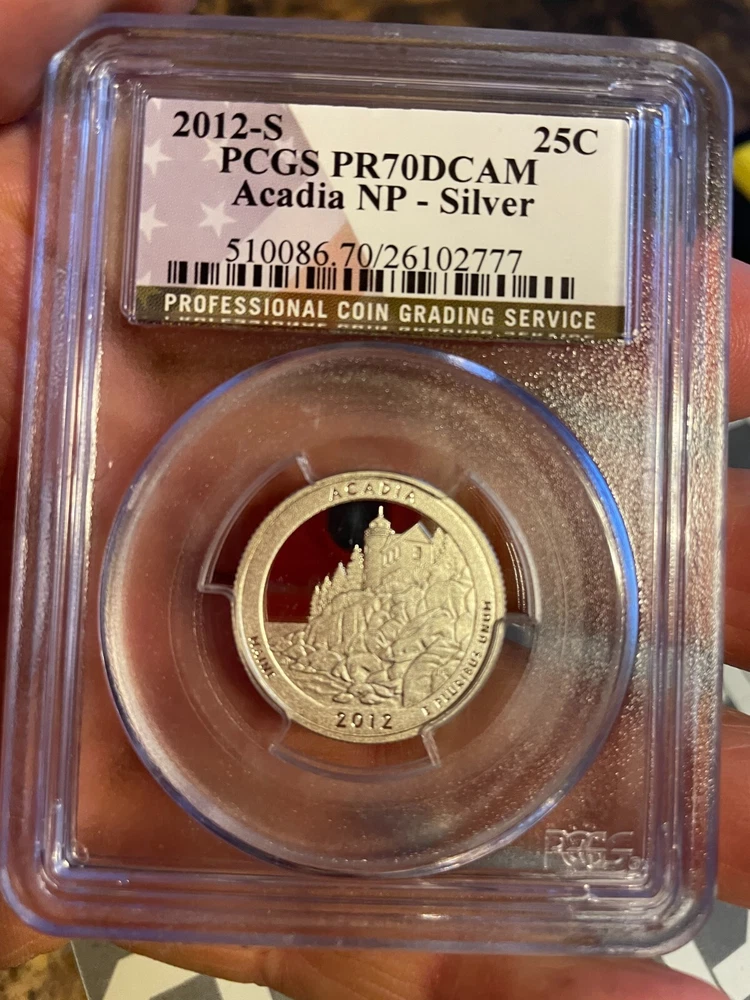 2012-S 25C
PCGS PR70DCAM
Acadia NP - Silver
510086.70/26102777
PROFESSIONAL COIN GRADING SERVICE
ACADIA
MAINE
E PLURIBUS UNUM
2012
PCGS